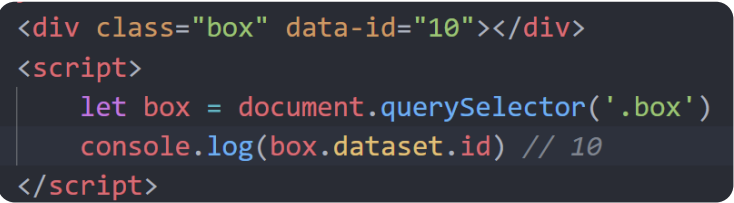 <div class="box" data-id="10"></div>
<script>
let box = document.querySelector('.box')
console.log(box.dataset.id) // 10
</script>